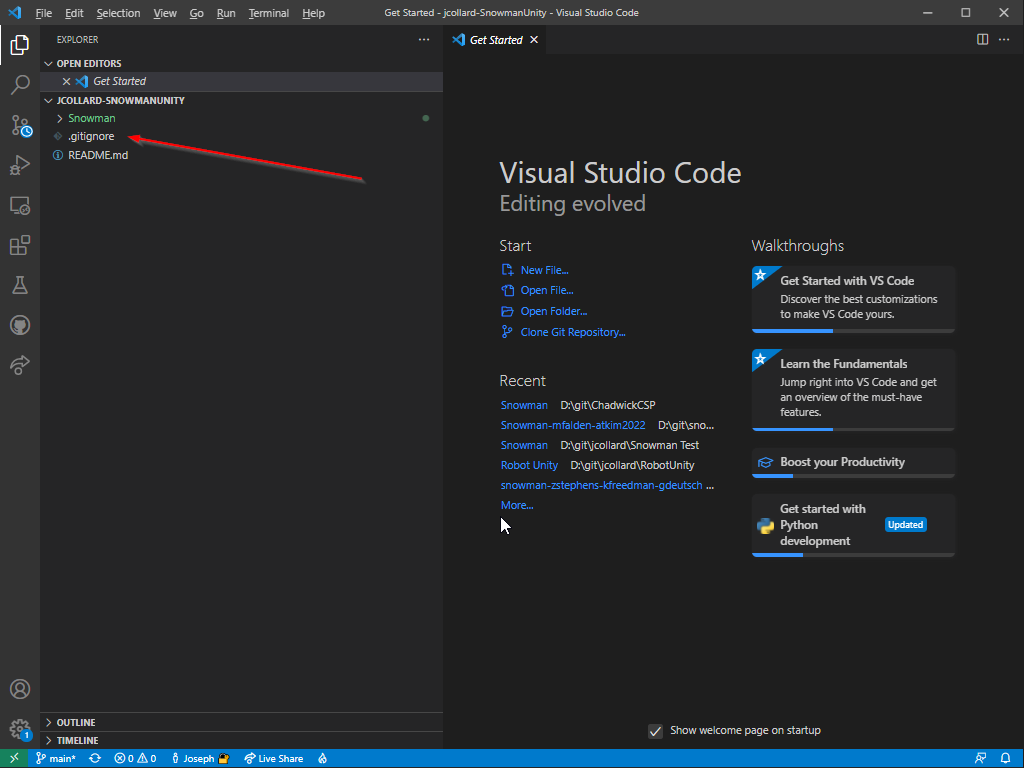 File Edit Selection View Go Run Terminal Help
Get Started - jcollard-SnowmanUnity - Visual Studio Code
EXPLORER
OPEN EDITORS
Get Started
JCOLLARD-SNOWMANUNITY
Snowman
.gitignore
README.md
OUTLINE
TIMELINE
Get Started
Visual Studio Code
Editing evolved
Start
New File...
Open File...
Open Folder...
Clone Git Repository...
Recent
Snowman D:\git\ChadwickCSP
Snowman-mfalden-atkim2022 D:\git\sno...
Snowman D:\git\jcollard\Snowman Test
Robot Unity D:\git\jcollard\RobotUnity
snowman-zstephens-kfreedman-gdeutsch ...
More...
Walkthroughs
Get Started with VS Code
Discover the best customizations
to make VS Code yours.
Learn the Fundamentals
Jump right into VS Code and get
an overview of the must-have
features.
Boost your Productivity
Get started with
Python
development
Updated
Show welcome page on startup
1
main* 0 0 Joseph Live Share